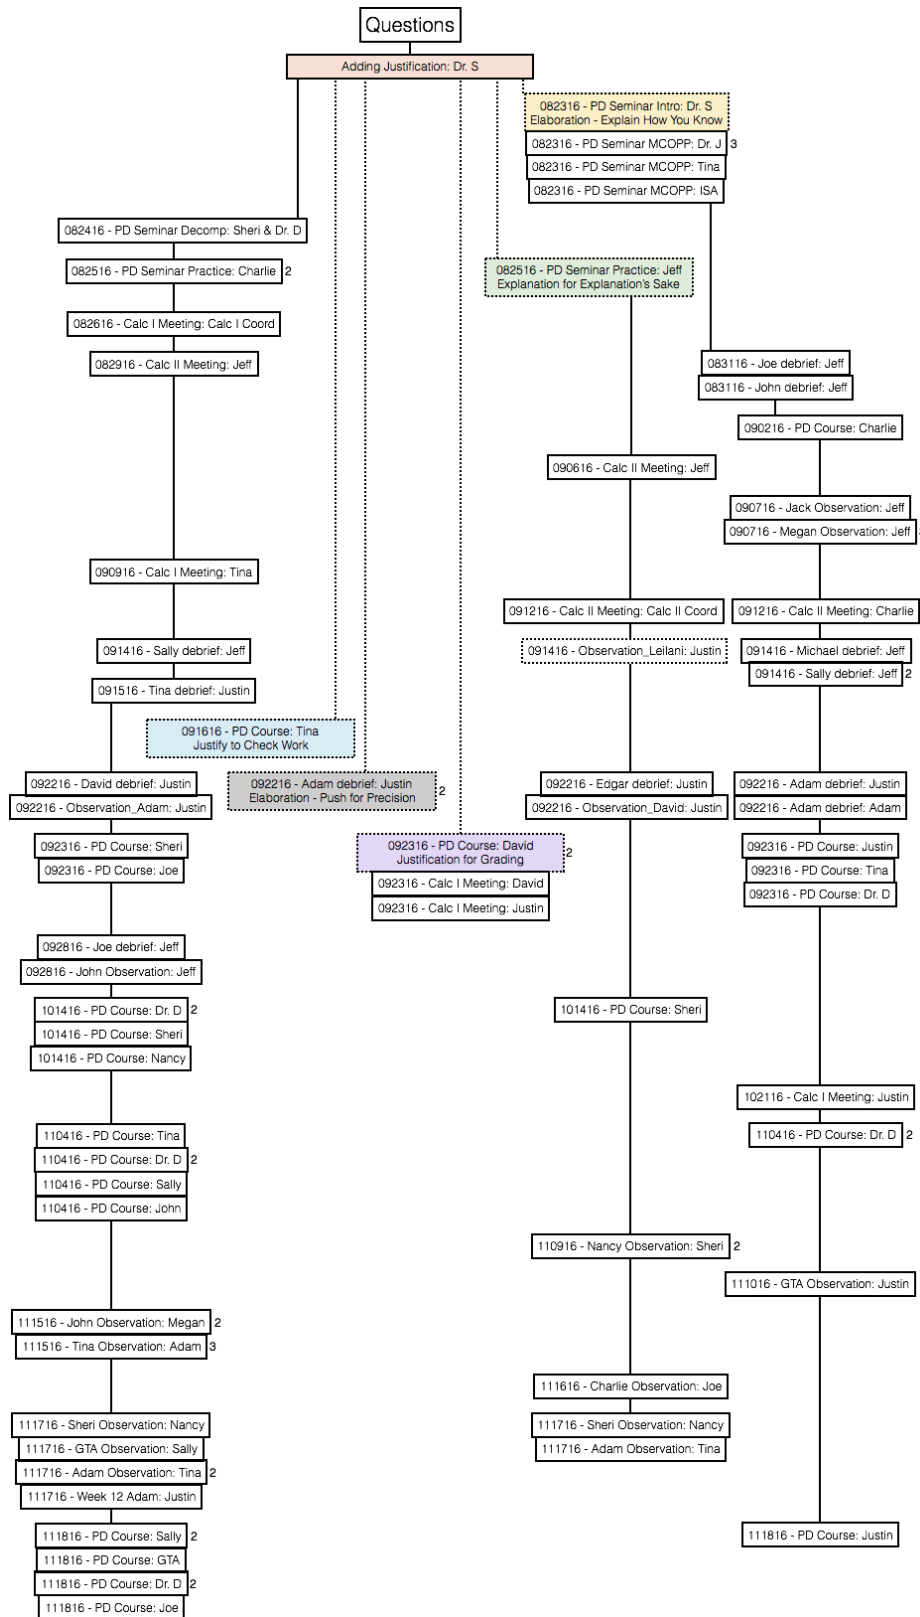 Questions
Adding Justification: Dr. S
082316 - PD Seminar Intro: Dr. S
Elaboration - Explain How You Know
082316 - PD Seminar MCOPP: Dr. J 3
082316 - PD Seminar MCOPP: Tina
082316 - PD Seminar MCOPP: ISA
082416 - PD Seminar Decomp: Sheri & Dr. D
082516 - PD Seminar Practice: Charlie 2
082516 - PD Seminar Practice: Jeff
Explanation for Explanation's Sake
082616 - Calc I Meeting: Calc I Coord
082916 - Calc II Meeting: Jeff
083116 - Joe debrief: Jeff
083116 - John debrief: Jeff
090216 - PD Course: Charlie
090616 - Calc II Meeting: Jeff
090716 - Jack Observation: Jeff
090716 - Megan Observation: Jeff
090916 - Calc I Meeting: Tina
091216 - Calc II Meeting: Calc II Coord
091216 - Calc II Meeting: Charlie
091416 - Sally debrief: Jeff
091416 - Observation_Leilani: Justin
091416 - Michael debrief: Jeff
091416 - Sally debrief: Jeff 2
091516 - Tina debrief: Justin
091616 - PD Course: Tina
Justify to Check Work
092216 - David debrief: Justin
092216 - Observation_Adam: Justin
092216 - Adam debrief: Justin
Elaboration - Push for Precision
2
092216 - Edgar debrief: Justin
092216 - Observation_David: Justin
092216 - Adam debrief: Justin
092216 - Adam debrief: Adam
092316 - PD Course: Sheri
092316 - PD Course: Joe
092316 - PD Course: David
Justification for Grading
2
092316 - Calc I Meeting: David
092316 - Calc I Meeting: Justin
092316 - PD Course: Justin
092316 - PD Course: Tina
092316 - PD Course: Dr. D
092816 - Joe debrief: Jeff
092816 - John Observation: Jeff
101416 - PD Course: Dr. D 2
101416 - PD Course: Sheri
101416 - PD Course: Nancy
101416 - PD Course: Sheri
102116 - Calc I Meeting: Justin
110416 - PD Course: Tina
110416 - PD Course: Dr. D 2
110416 - PD Course: Sally
110416 - PD Course: John
110416 - PD Course: Dr. D 2
110916 - Nancy Observation: Sheri 2
111016 - GTA Observation: Justin
111516 - John Observation: Megan 2
111516 - Tina Observation: Adam 3
111616 - Charlie Observation: Joe
111716 - Sheri Observation: Nancy
111716 - GTA Observation: Sally
111716 - Adam Observation: Tina 2
111716 - Week 12 Adam: Justin
111716 - Sheri Observation: Nancy
111716 - Adam Observation: Tina
111816 - PD Course: Sally 2
111816 - PD Course: GTA
111816 - PD Course: Dr. D 2
111816 - PD Course: Joe
111816 - PD Course: Justin